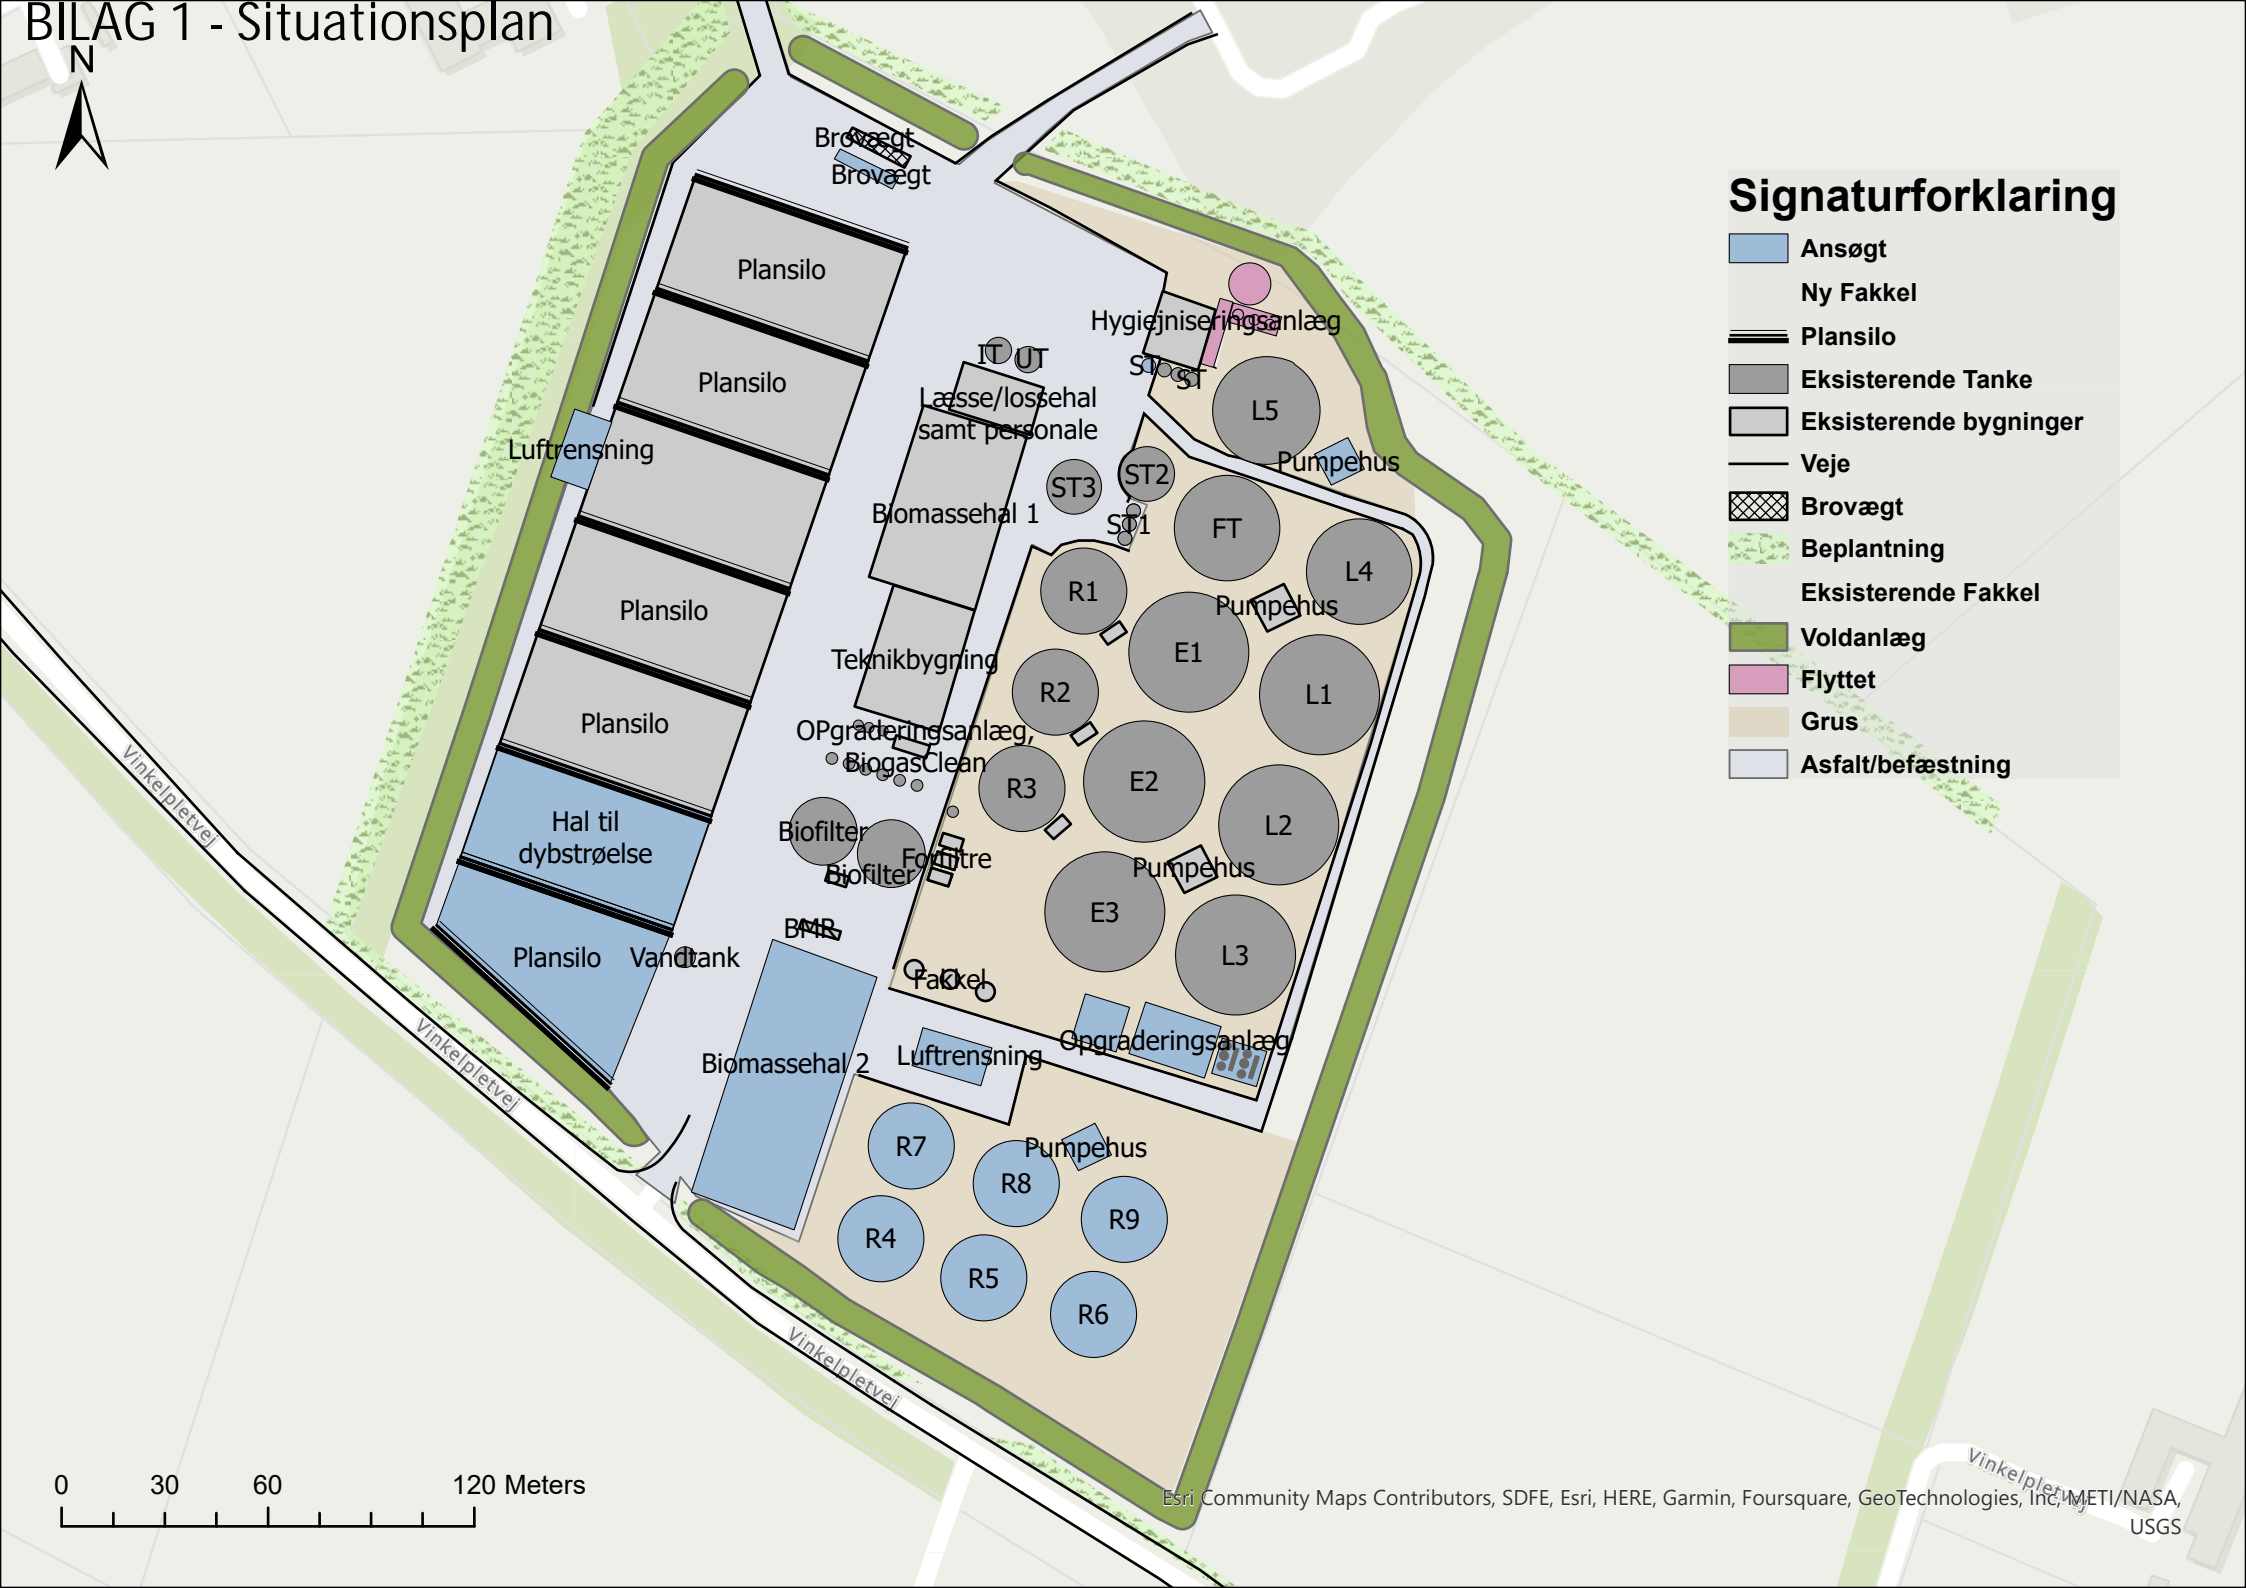 BILAG 1 - Situationsplan
N
Brovægt
Brovægt
Plansilo
Plansilo
Luftrensning
Plansilo
Plansilo
Hal til
dybstrøelse
Plansilo
Vandtank
IT
UT
Læsse/lossehal
samt personale
Biomassehal 1
Teknikbygning
OPgraderingsanlæg,
BiogasClean
Biofilter
Biofilter
Forfiltre
BMR
Fakkel
Biomassehal 2
Luftrensning
Opgraderingsanlæg
Hygiejniseringsanlæg
ST
ST
L5
Pumpehus
ST3
ST2
ST1
FT
L4
R1
Pumpehus
E1
R2
L1
R3
E2
L2
Pumpehus
E3
L3
R7
Pumpehus
R8
R9
R4
R5
R6
Vinkelpletvej
Vinkelpletvej
Vinkelpletvej
Vinkelpletvej
Signaturforklaring
Ansøgt
Ny Fakkel
Plansilo
Eksisterende Tanke
Eksisterende bygninger
Veje
Brovægt
Beplantning
Eksisterende Fakkel
Voldanlæg
Flyttet
Grus
Asfalt/befæstning
0 30 60 120 Meters
Esri Community Maps Contributors, SDFE, Esri, HERE, Garmin, Foursquare, GeoTechnologies, Inc, METI/NASA,
USGS